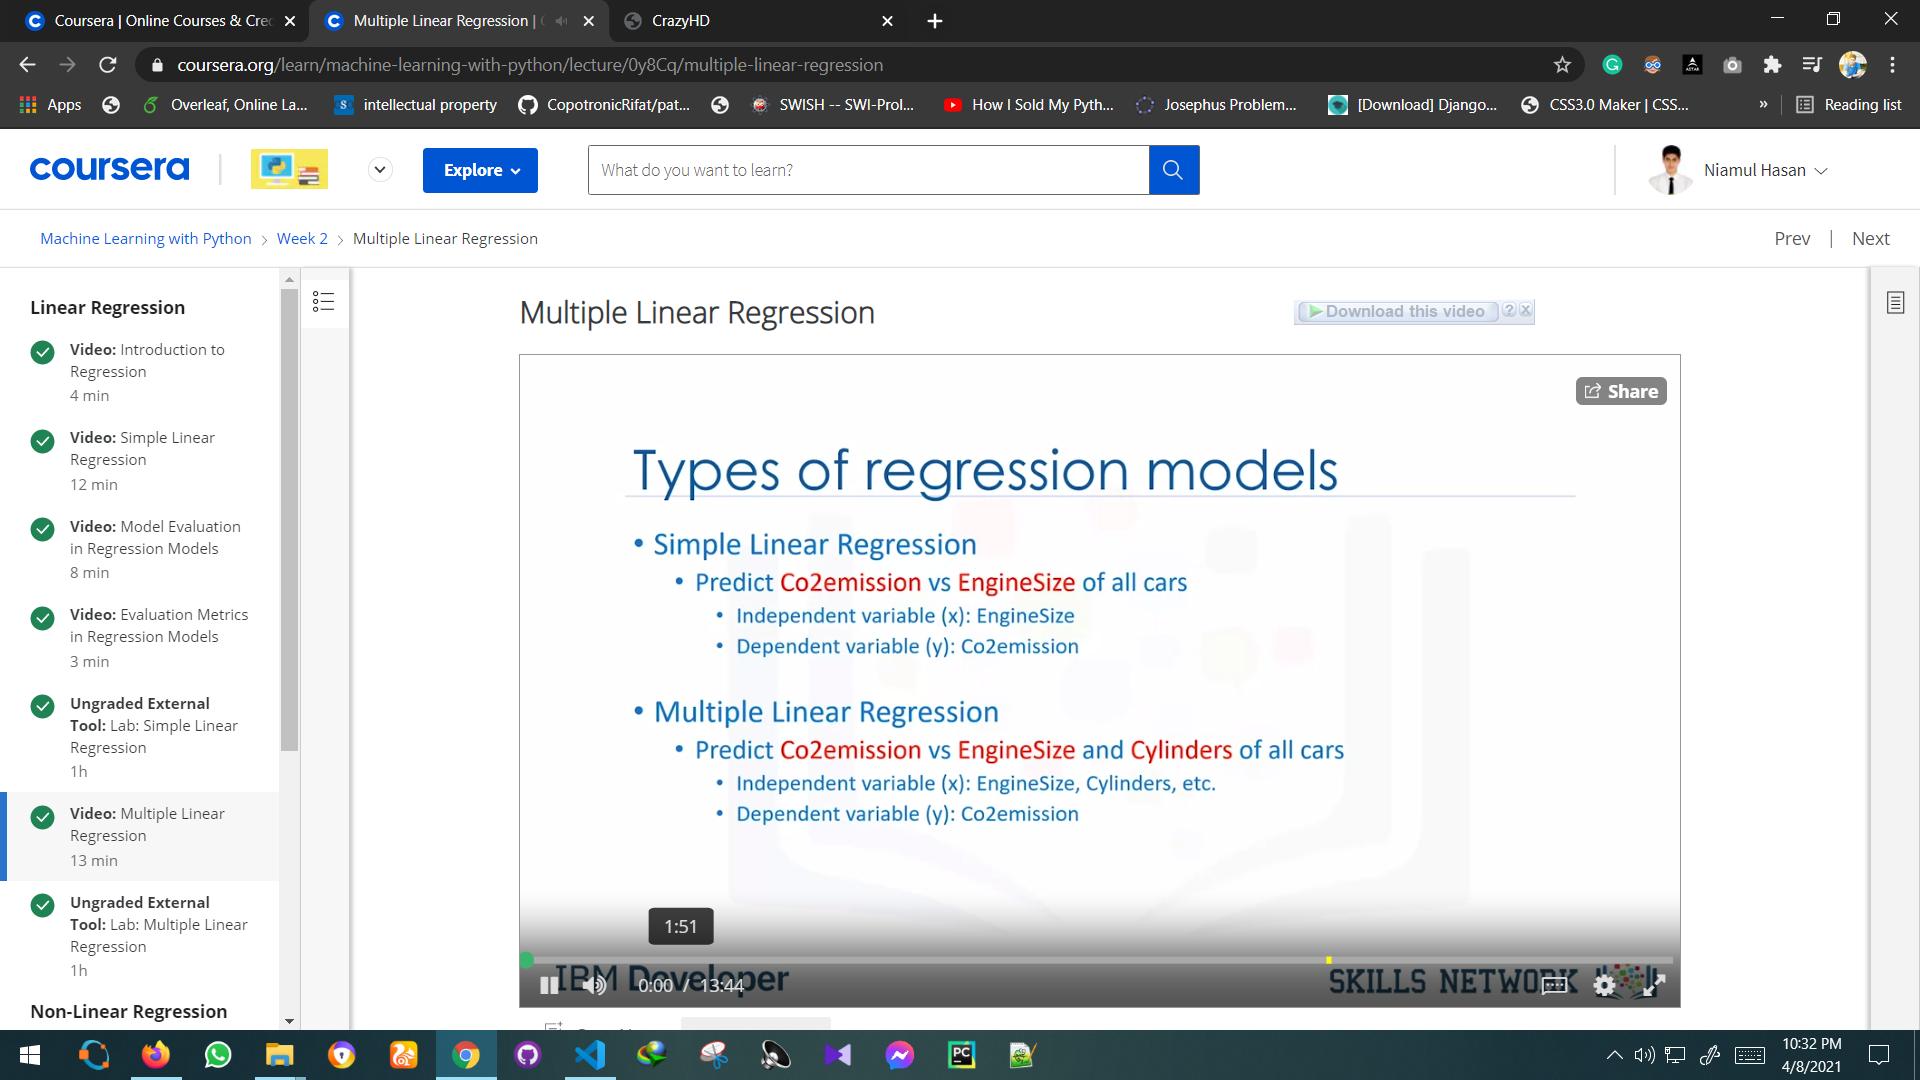 Coursera | Online Courses & Cred
Multiple Linear Regression |
CrazyHD
coursera.org/learn/machine-learning-with-python/lecture/0y8Cq/multiple-linear-regression
Apps
Overleaf, Online La...
intellectual property
CopotronicRifat/pat...
SWISH -- SWI-Prol...
How I Sold My Pyth...
Josephus Problem...
[Download] Django...
CSS3.0 Maker | CSS...
»
Reading list
coursera
Explore
What do you want to learn?
Niamul Hasan
Machine Learning with Python > Week 2 > Multiple Linear Regression
Prev | Next
Linear Regression
Video: Introduction to
Regression
4 min
Video: Simple Linear
Regression
12 min
Video: Model Evaluation
in Regression Models
8 min
Video: Evaluation Metrics
in Regression Models
3 min
Ungraded External
Tool: Lab: Simple Linear
Regression
1h
Video: Multiple Linear
Regression
13 min
Ungraded External
Tool: Lab: Multiple Linear
Regression
1h
Non-Linear Regression
Multiple Linear Regression
Download this video ? X
Share
Types of regression models
• Simple Linear Regression
• Predict Co2emission vs EngineSize of all cars
• Independent variable (x): EngineSize
• Dependent variable (y): Co2emission
• Multiple Linear Regression
• Predict Co2emission vs EngineSize and Cylinders of all cars
• Independent variable (x): EngineSize, Cylinders, etc.
• Dependent variable (y): Co2emission
1:51
IBM Developer
SKILLS NETWORK
0:00 / 13:44
PC
10:32 PM
4/8/2021